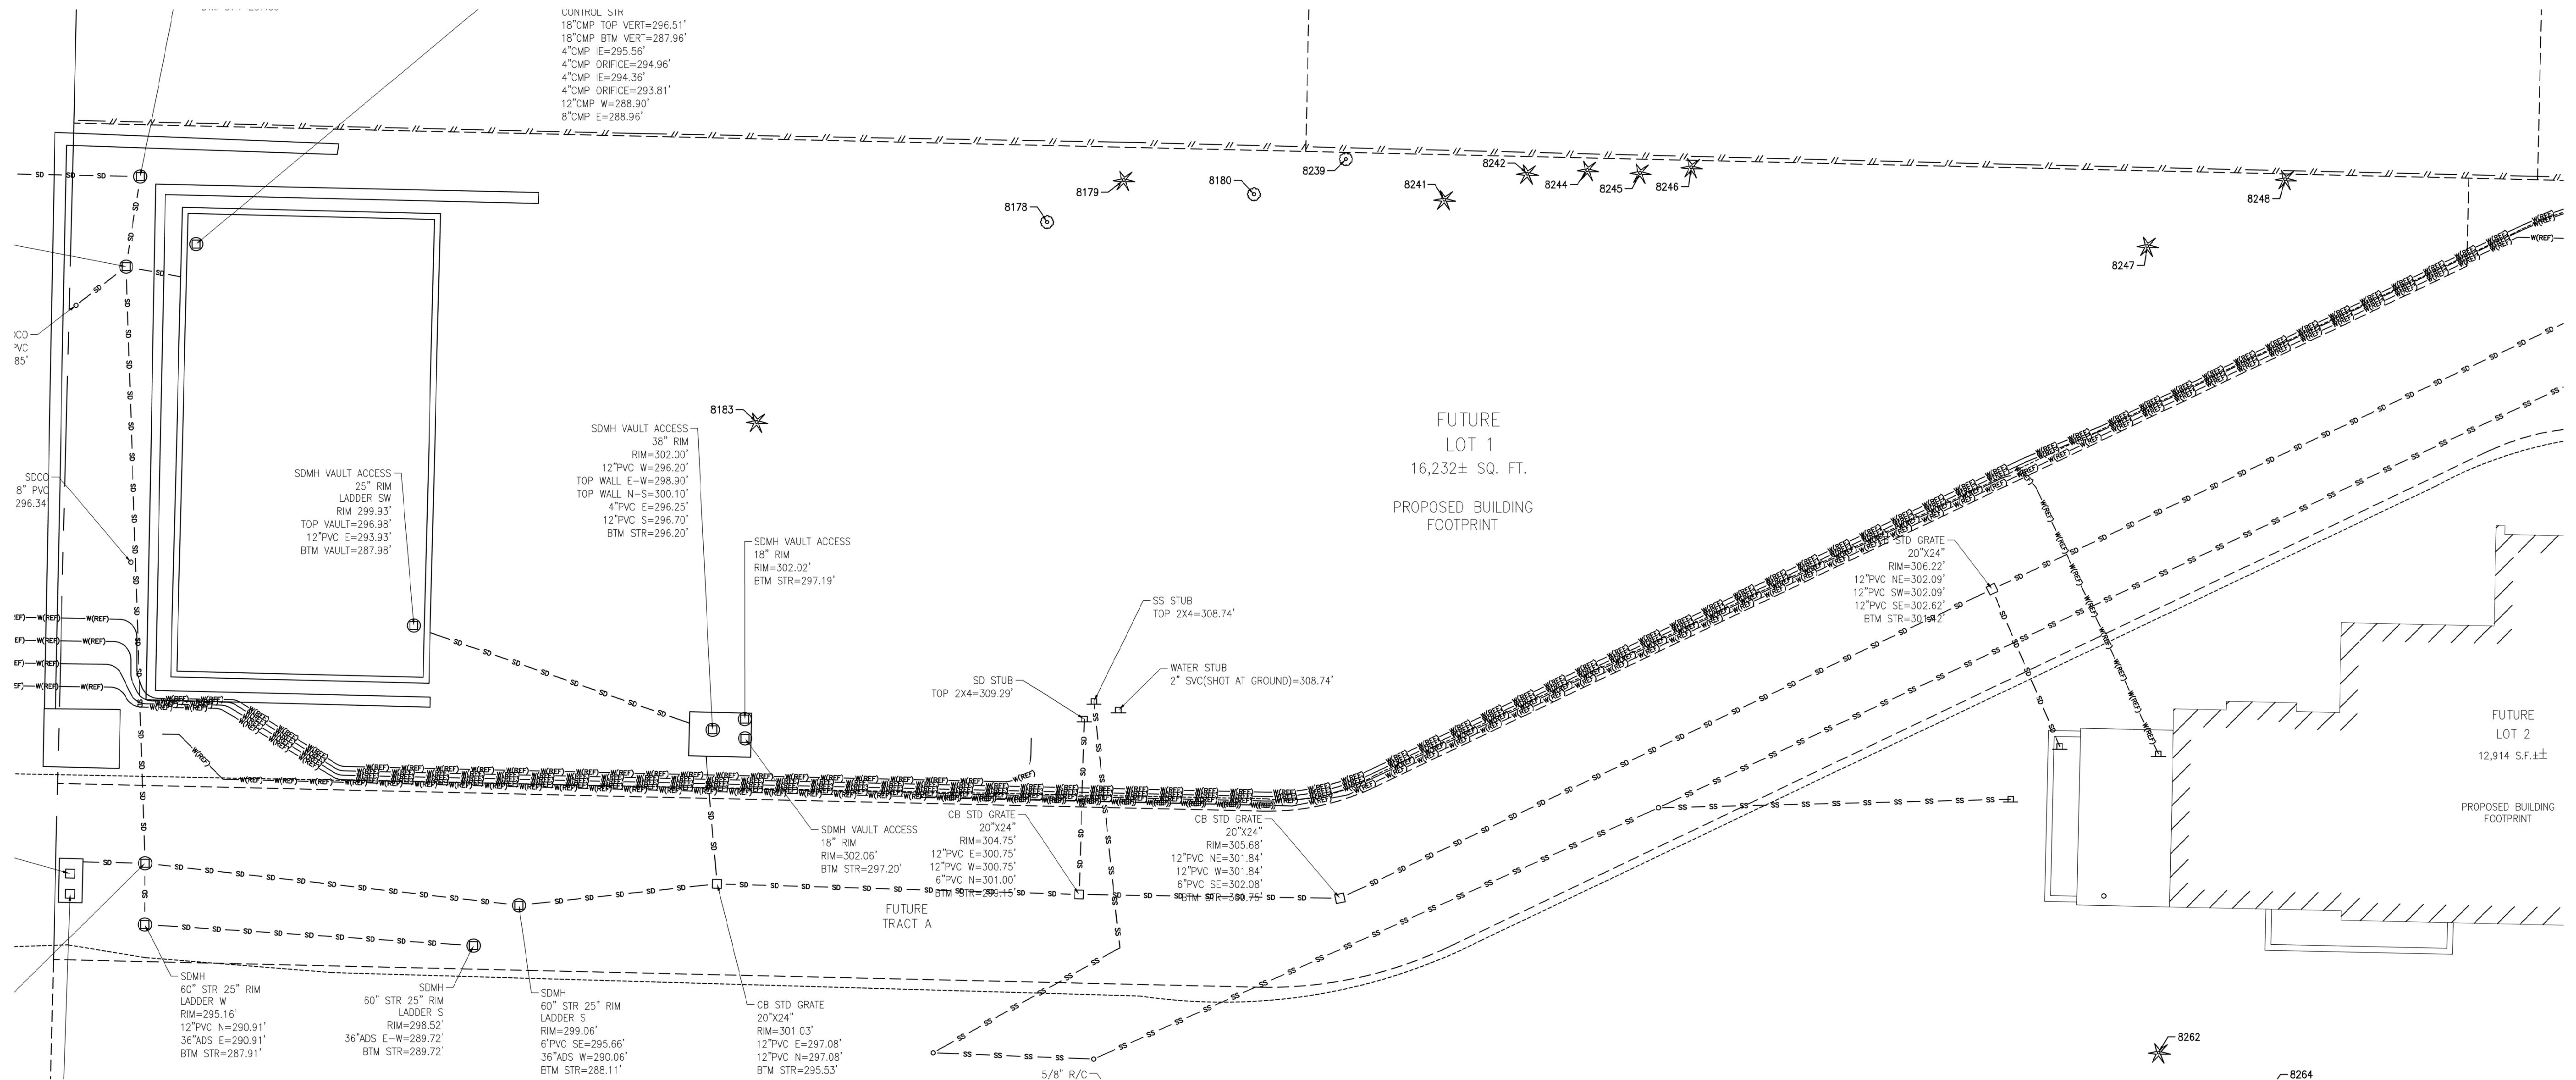 CONTROL STR
18"CMP TOP VERT=296.51'
18"CMP BTM VERT=287.96'
4"CMP IE=295.56'
4"CMP ORIFICE=294.96'
4"CMP IE=294.36'
4"CMP ORIFICE=293.81'
12"CMP W=288.90'
8"CMP E=288.96'
8239
8242
8244
8245
8246
8179
8180
8241
8248
8178
8247
PVC
85'
8183
SDCO
8" PVC
296.34'
SDMH VAULT ACCESS
25" RIM
LADDER SW
RIM 299.93'
TOP VAULT=296.98'
12"PVC E=293.93'
BTM VAULT=287.98'
SDMH VAULT ACCESS
38" RIM
RIM=302.00'
12"PVC W=296.20'
TOP WALL E-W=298.90'
TOP WALL N-S=300.10'
4"PVC E=296.25'
12"PVC S=296.70'
BTM STR=296.20'
SDMH VAULT ACCESS
18" RIM
RIM=302.02'
BTM STR=297.19'
FUTURE
LOT 1
16,232± SQ. FT.
PROPOSED BUILDING
FOOTPRINT
STD GRATE
20"X24"
RIM=306.22'
12"PVC NE=302.09'
12"PVC SW=302.09'
12"PVC SE=302.62'
BTM STR=301.42'
SS STUB
TOP 2X4=308.74'
SD STUB
TOP 2X4=309.29'
WATER STUB
2" SVC(SHOT AT GROUND)=308.74'
FUTURE
LOT 2
12,914 S.F.±±
PROPOSED BUILDING
FOOTPRINT
SDMH VAULT ACCESS
18" RIM
RIM=302.06'
BTM STR=297.20'
CB STD GRATE
20"X24"
RIM=304.75'
12"PVC E=300.75'
12"PVC W=300.75'
6"PVC N=301.00'
BTM STR=299.15'
CB STD GRATE
20"X24"
RIM=305.68'
12"PVC NE=301.84'
12"PVC W=301.84'
6"PVC SE=302.08'
BTM STR=300.75'
FUTURE
TRACT A
SDMH
60" STR 25" RIM
LADDER W
RIM=295.16'
12"PVC N=290.91'
36"ADS E=290.91'
BTM STR=287.91'
SDMH
60" STR 25" RIM
LADDER S
RIM=298.52'
36"ADS E-W=289.72'
BTM STR=289.72'
SDMH
60" STR 25" RIM
LADDER S
RIM=299.06'
6'PVC SE=295.66'
36"ADS W=290.06'
BTM STR=288.11'
CB STD GRATE
20"X24"
RIM=301.03'
12"PVC E=297.08'
12"PVC N=297.08'
BTM STR=295.53'
5/8" R/C
8262
8264
SD
SS
W(REF)